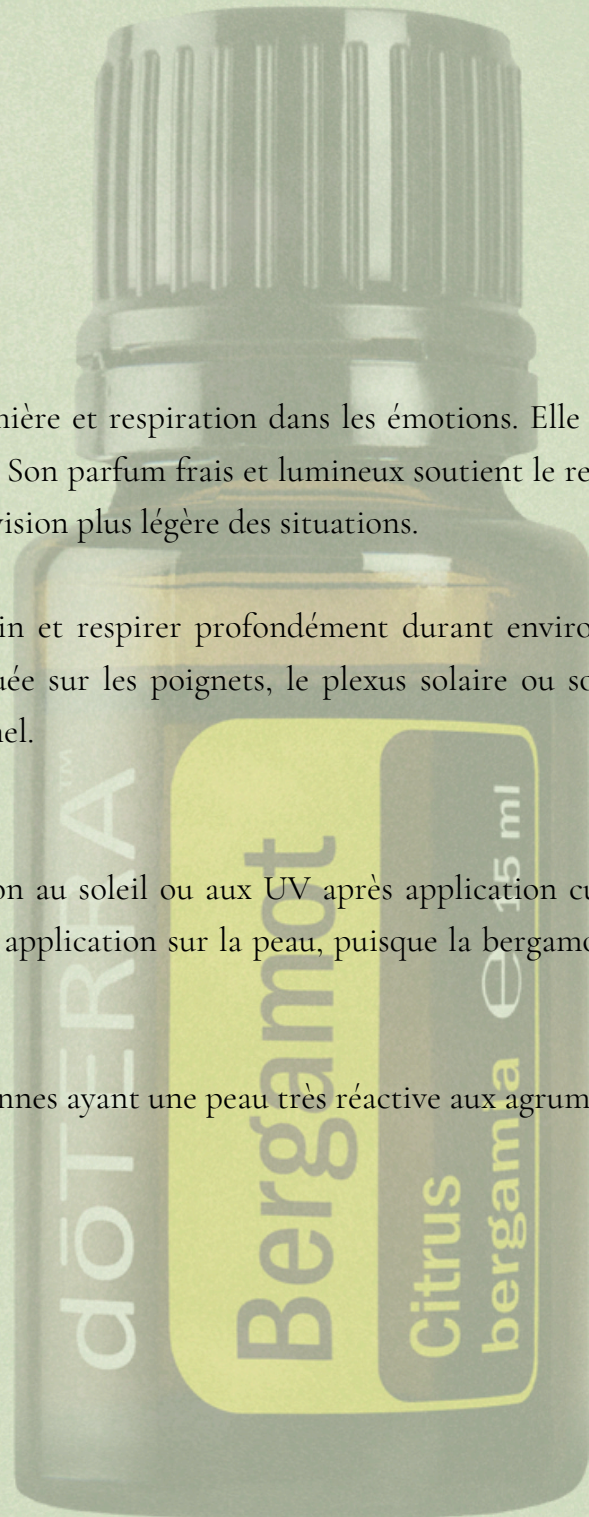 nière et respiration dans les émotions. Elle
Son parfum frais et lumineux soutient le re
vision plus légère des situations.
in et respirer profondément durant enviro
uée sur les poignets, le plexus solaire ou so
nel.
on au soleil ou aux UV après application cu
application sur la peau, puisque la bergamo
nnes ayant une peau très réactive aux agrum
dōTERRA™
Bergamot
Citrus
bergamia ℮ 15 ml